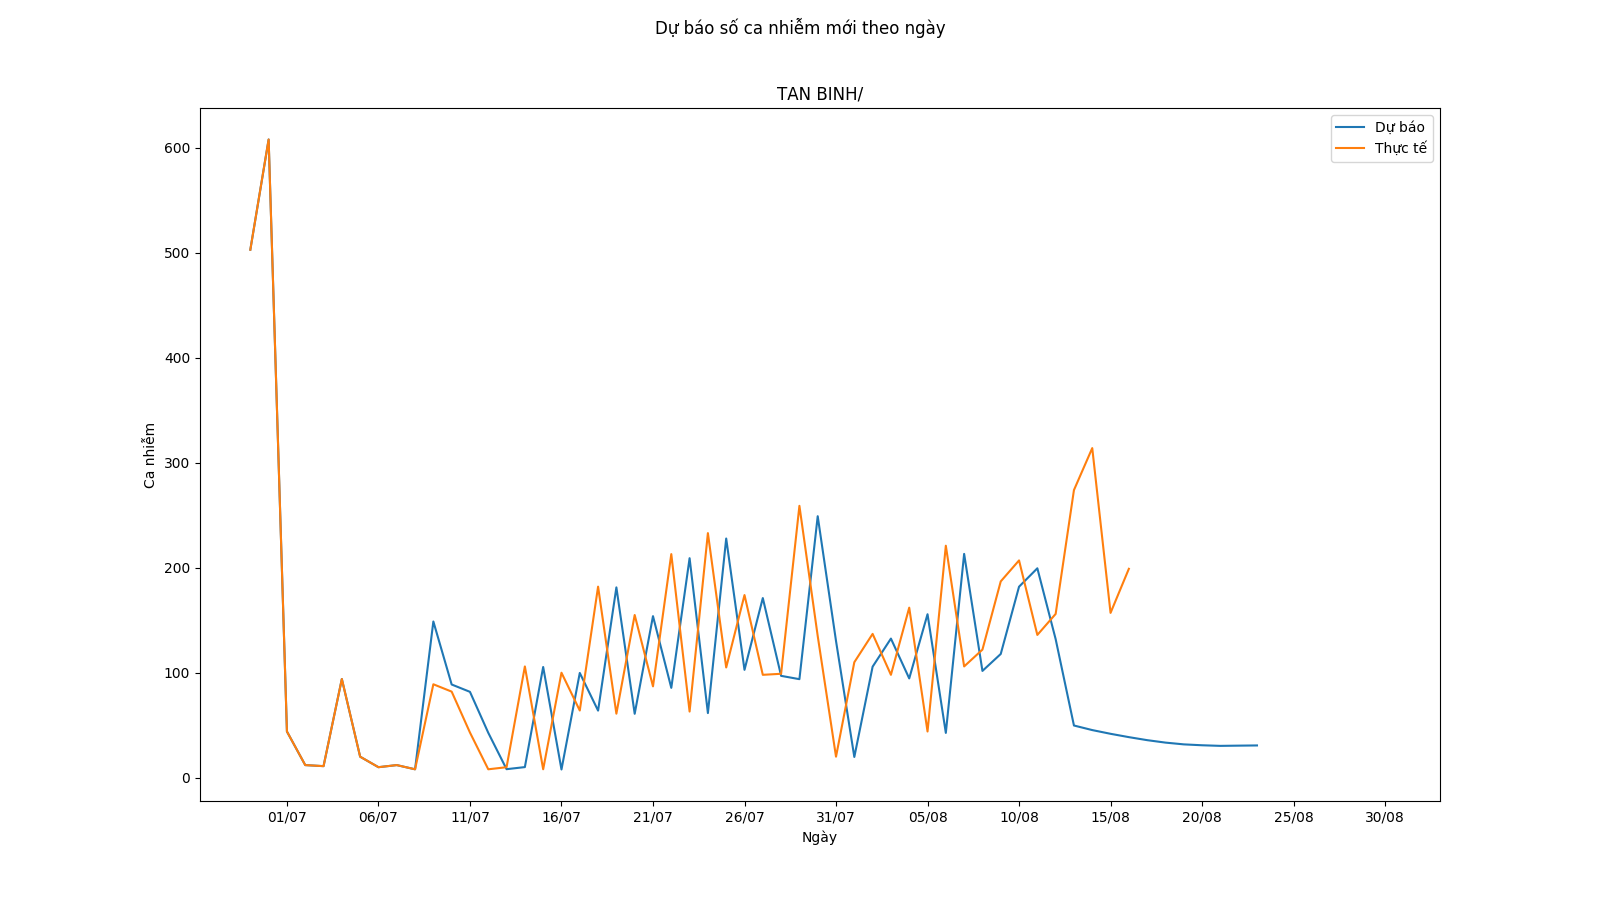 Dự báo số ca nhiễm mới theo ngày
TAN BINH/
Dự báo
Thực tế
600
500
400
300
200
100
0
Ca nhiễm
01/07 06/07 11/07 16/07 21/07 26/07 31/07 05/08 10/08 15/08 20/08 25/08 30/08
Ngày